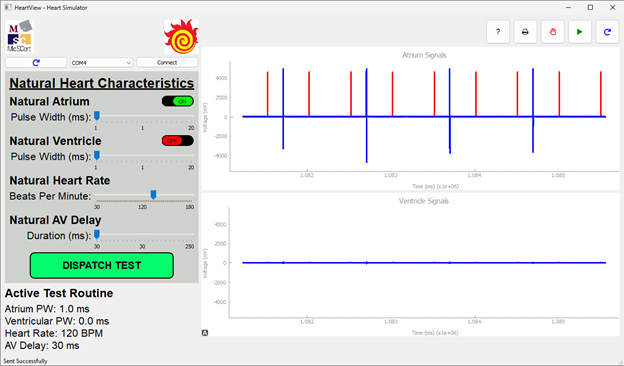 HeartView - Heart Simulator
MacSCort
COM4
Connect
?
Natural Heart Characteristics
Natural Atrium
ON
Pulse Width (ms):
1 1 20
Natural Ventricle
OFF
Pulse Width (ms):
1 1 20
Natural Heart Rate
Beats Per Minute:
30 120 180
Natural AV Delay
Duration (ms):
30 30 250
DISPATCH TEST
Active Test Routine
Atrium PW: 1.0 ms
Ventricular PW: 0.0 ms
Heart Rate: 120 BPM
AV Delay: 30 ms
Sent Successfully
Atrium Signals
Voltage (mV)
4000
2000
0
-2000
-4000
1.082 1.083 1.084 1.085
Time (ms) (x1e+06)
Ventricle Signals
Voltage (mV)
4000
2000
0
-2000
-4000
A
1.082 1.083 1.084 1.085
Time (ms) (x1e+06)